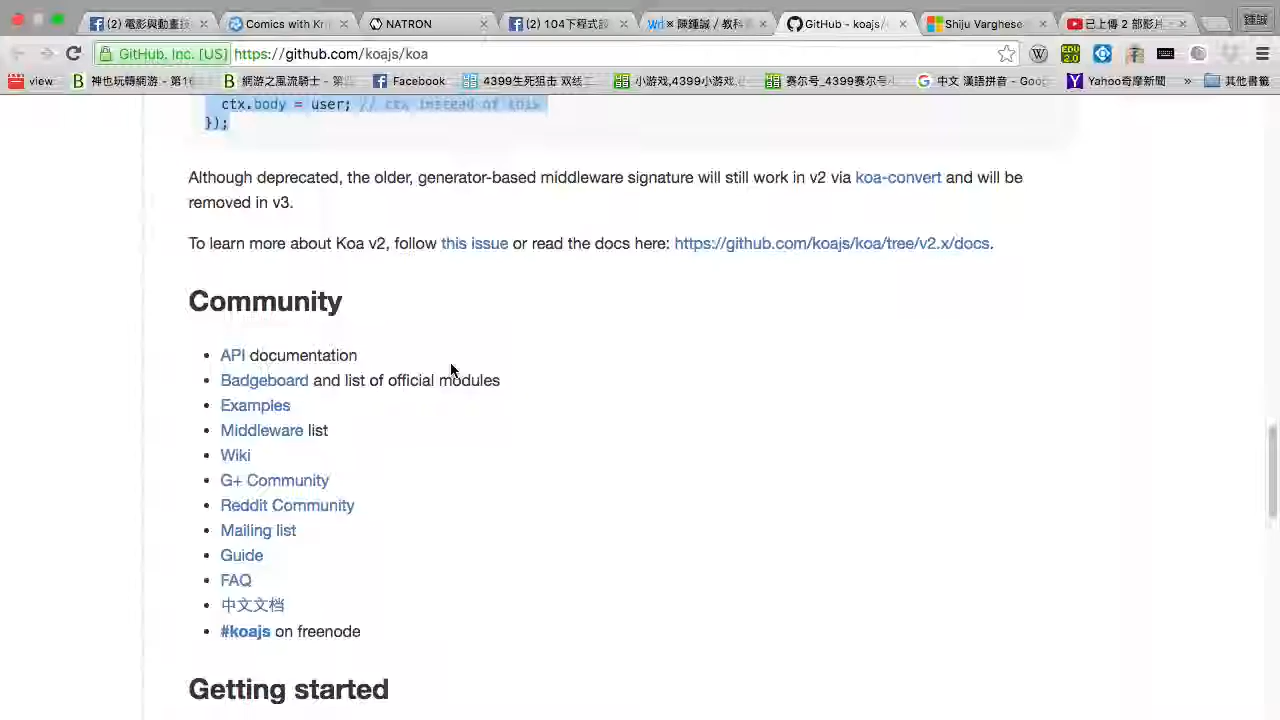 (2) 電影與動畫技
Comics with Kri
NATRON
(2) 104下程式設
陳鍾誠 / 教科
GitHub - koajs/
Shiju Varghese
已上傳 2 部影片
鍾誠
GitHub, Inc. [US]
https://github.com/koajs/koa
view
神也玩轉網游 - 第16
網游之風流騎士 - 第
Facebook
4399生死狙击 双线二
小游戏,4399小游戏,
赛尔号_4399赛尔号
中文 漢語拼音 - Goo
Yahoo奇摩新聞
»
其他書籤
ctx.body = user; // ctx instead of this
});
Although deprecated, the older, generator-based middleware signature will still work in v2 via koa-convert and will be
removed in v3.
To learn more about Koa v2, follow this issue or read the docs here: https://github.com/koajs/koa/tree/v2.x/docs.
Community
• API documentation
• Badgeboard and list of official modules
• Examples
• Middleware list
• Wiki
• G+ Community
• Reddit Community
• Mailing list
• Guide
• FAQ
• 中文文档
• #koajs on freenode
Getting started